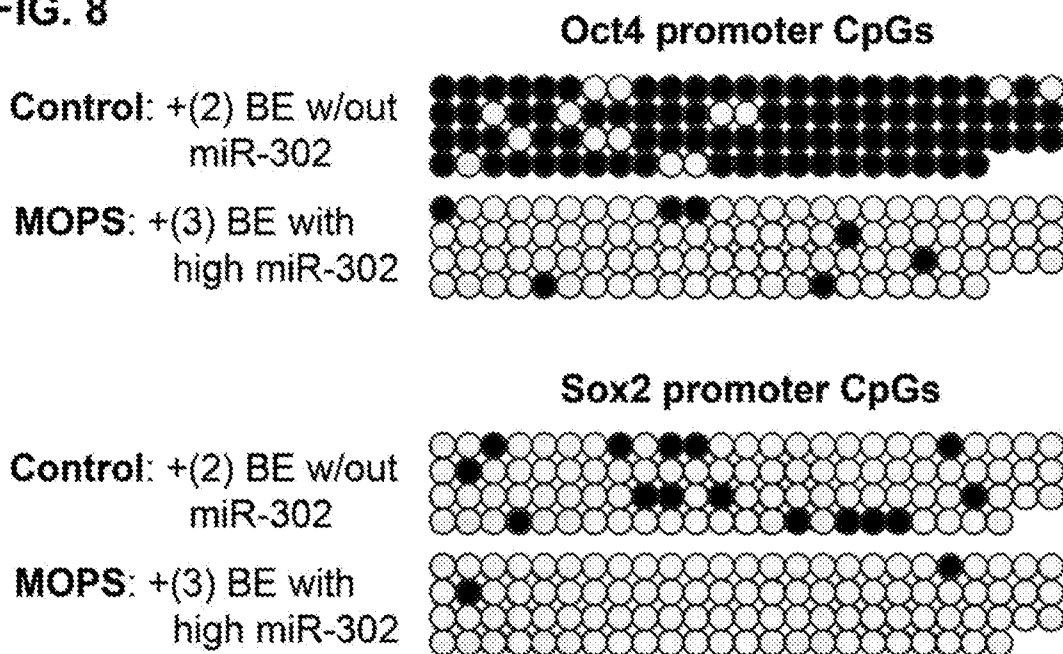 FIG. 8
Oct4 promoter CpGs
Control: +(2) BE w/out
miR-302
MOPS: +(3) BE with
high miR-302
Sox2 promoter CpGs
Control: +(2) BE w/out
miR-302
MOPS: +(3) BE with
high miR-302